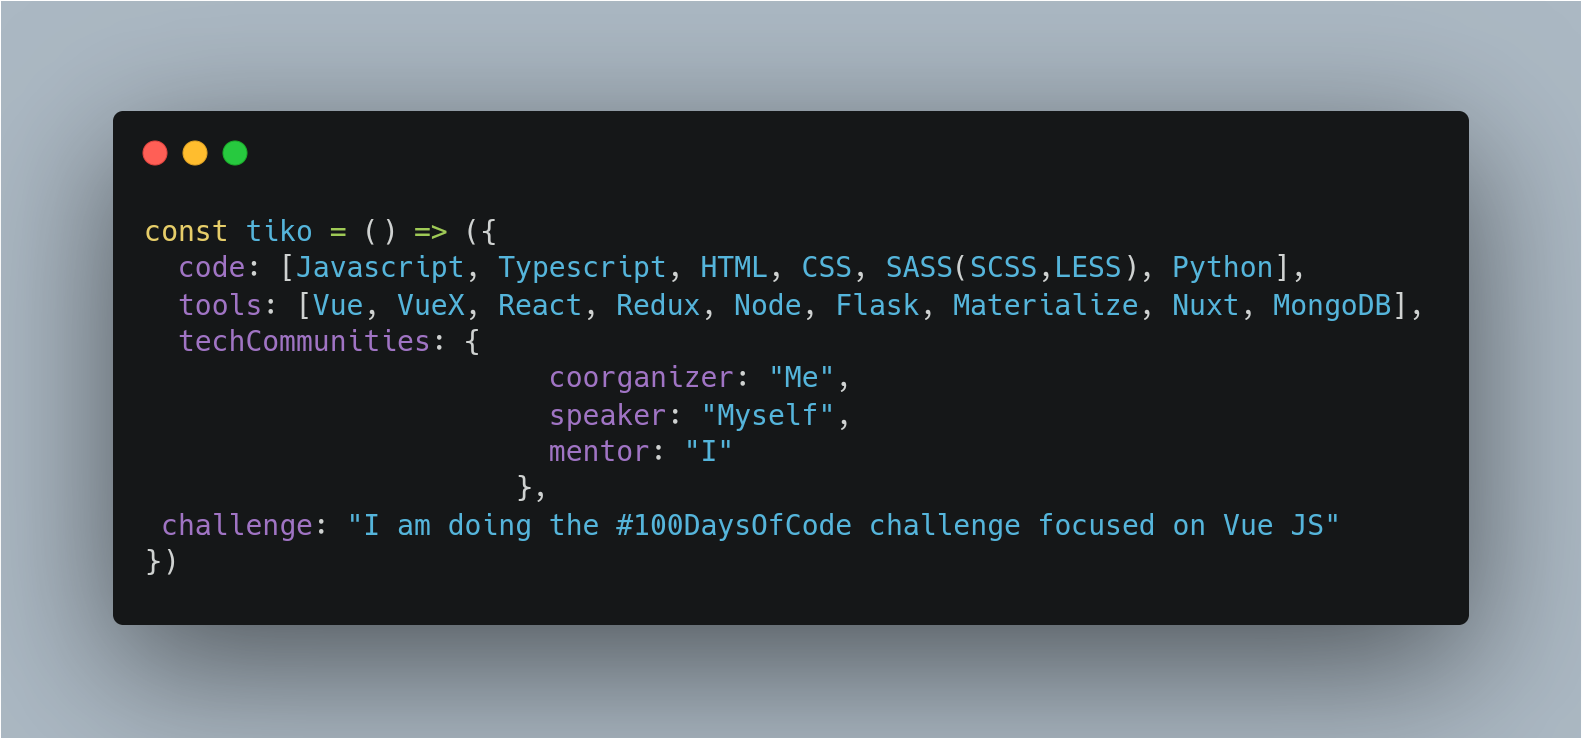 const tiko = () => ({
  code: [Javascript, Typescript, HTML, CSS, SASS(SCSS,LESS), Python],
  tools: [Vue, VueX, React, Redux, Node, Flask, Materialize, Nuxt, MongoDB],
  techCommunities: {
                        coorganizer: "Me",
                        speaker: "Myself",
                        mentor: "I"
                      },
 challenge: "I am doing the #100DaysOfCode challenge focused on Vue JS"
})